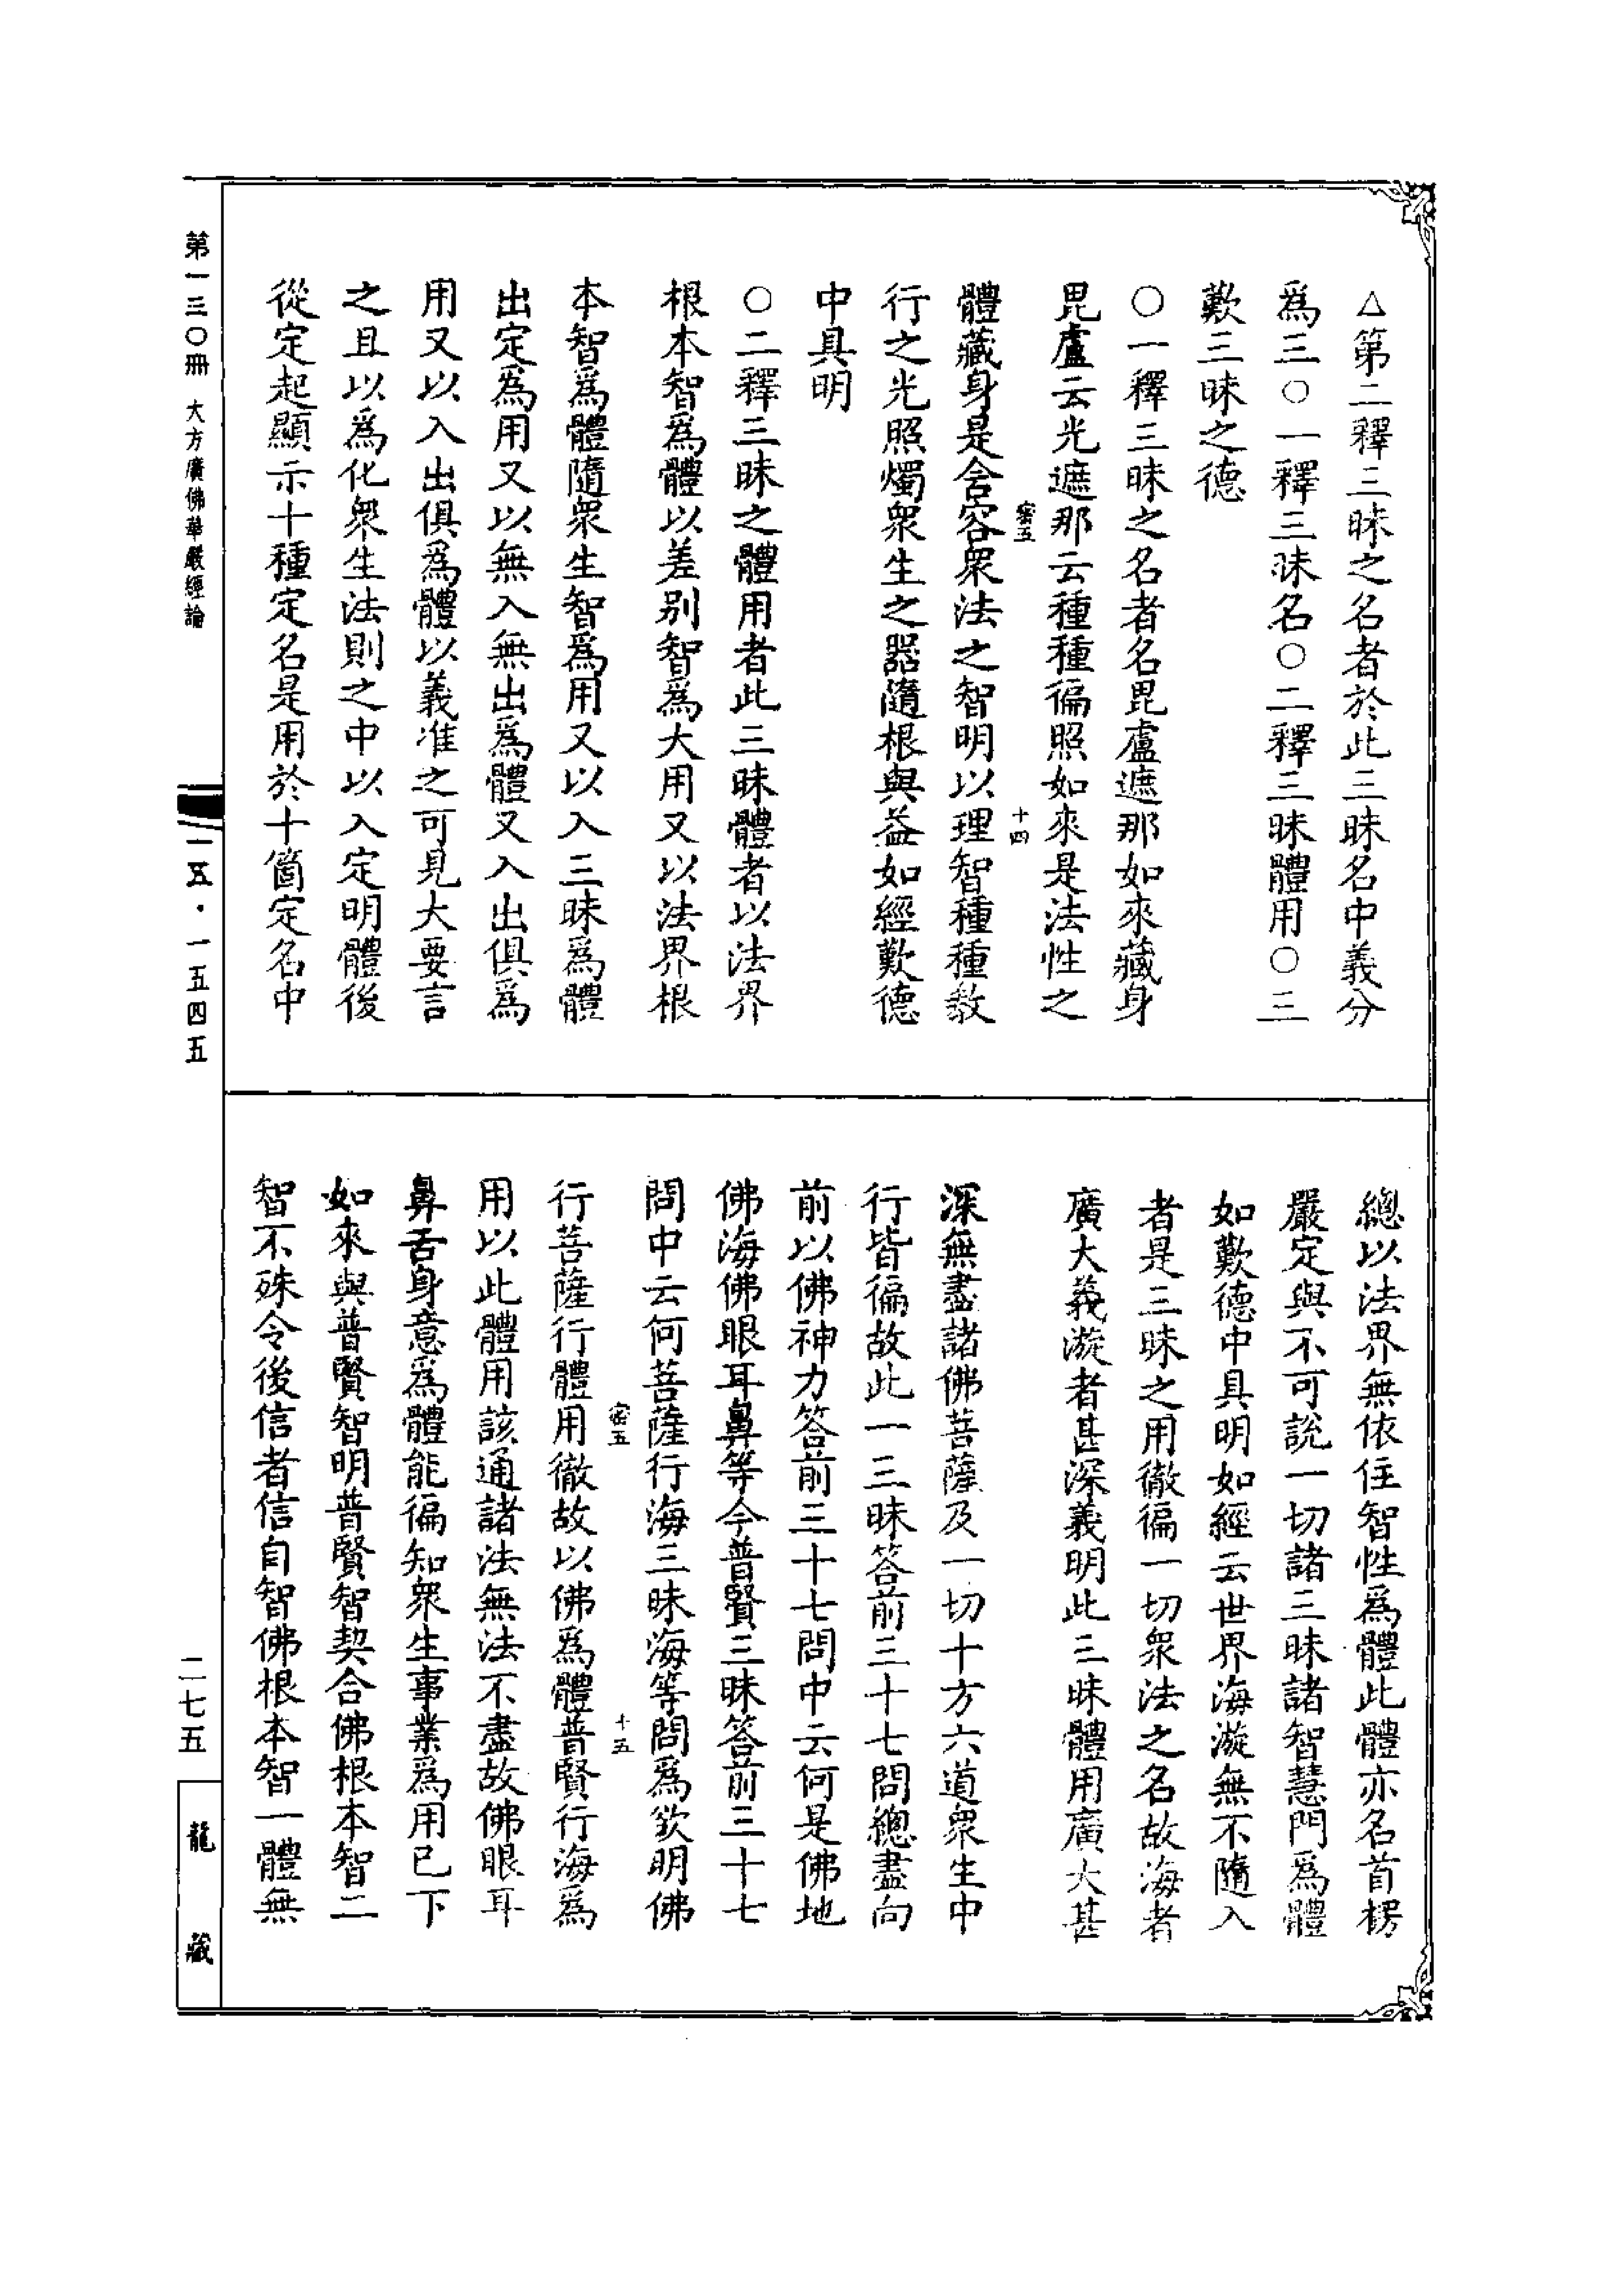 △第二釋三昧之名者於此三昧名中義分
爲三○一釋三昧名○二釋三昧體用○三
歎三昧之德
○一釋三昧之名者名毘盧遮那如來藏身
毘盧云光遮那云種種徧照如來是法性之
密五 十四
體藏身是含容衆法之智明以理智種種教
行之光照燭衆生之器隨根與益如經歎德
中具明
○二釋三昧之體用者此三昧體者以法界
根本智爲體以差別智爲大用又以法界根
本智爲體隨衆生智爲用又以入三昧爲體
出定爲用又以無入無出爲體又入出俱爲
用又以入出俱爲體以義准之可見大要言
之且以爲化衆生法則之中以入定明體後
從定起顯示十種定名是用於十箇定名中
總以法界無依住智性爲體此體亦名首楞
嚴定與不可說一切諸三昧諸智慧門爲體
如歎德中具明如經云世界海漩無不隨入
者是三昧之用徹徧一切衆法之名故海者
廣大義漩者甚深義明此三昧體用廣大甚
深無盡諸佛菩薩及一切十方六道衆生中
行皆徧故此一三昧答前三十七問總盡向
前以佛神力答前三十七問中云何是佛地
佛海佛眼耳鼻等今普賢三昧答前三十七
問中云何菩薩行海三昧海等問爲欲明佛
密五 十五
行菩薩行體用徹故以佛爲體普賢行海爲
用以此體用該通諸法無法不盡故佛眼耳
鼻舌身意爲體能徧知衆生事業爲用已下
如來與普賢智明普賢智契合佛根本智二
智不殊令後信者信自智佛根本智一體無
第一三○冊 大方廣佛華嚴經論
一五·一五四五
二七五
龍藏